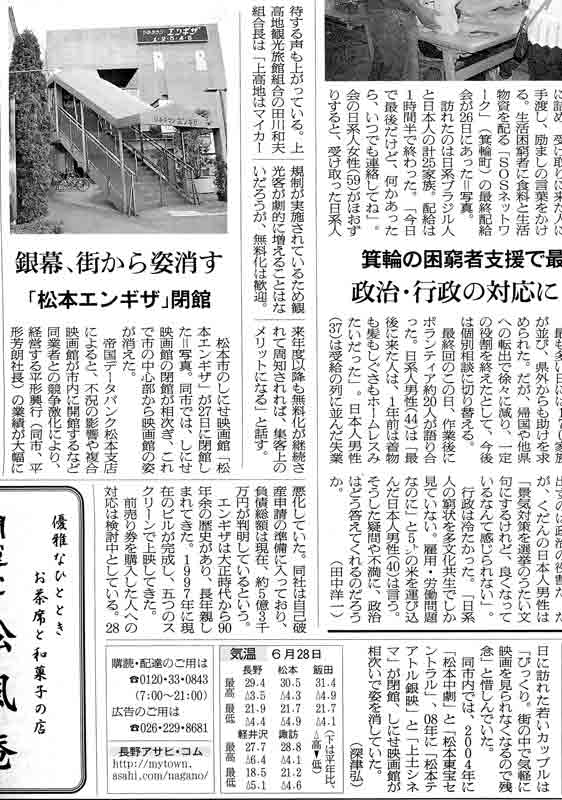 に詰め、受け取りに来た人に
手渡し、励ましの言葉をかけ
る。生活困窮者に食料と生活
物資を配る「ＳＯＳネットワ
ーク」（箕輪町）の最終配給
会が26日にあった＝写真。
訪れたのは日系ブラジル人
と日本人の計25家族。配給は
１時間半で終わった。「今日
で最後だけど、何かあった
ら、いつでも連絡してね」。
会の日系人女性(59)がほおず
りすると、受け取った日系人
箕輪の困窮者支援で最
政治・行政の対応に
最も多い日には170家族
が並び、県外からも助けを求
められた。だが、帰国や他県
への転出で徐々に減り、一定
の役割を終えたとして、今後
は個別相談に切り替える。
最終回のこの日、作業後に
ボランティア約20人が語り合
った。日系人男性(44)は「最
後に来た人は、１年前は着物
も髪もしぐさもホームレスみ
たいだった」。日本人男性
(37)は受給の列に並んだ失業
が、くだんの日本人男性は
「景気対策を選挙のうたい文
句にするけれど、良くなって
いるなんて感じられない」。
行政は冷たかった。「日系
人の窮状を多文化共生でしか
見ていない。雇用・労働問題
なのに」と５㌧の米を運び込
んだ日本人男性(40)は言う。
そうした疑問や不満に、政治
はどう答えてくれるのだろう
か。　（田中洋一）
待する声も上がっている。上
高地観光旅館組合の田川和夫
組合長は「上高地はマイカー
規制が実施されているため観
光客が劇的に増えることはな
いだろうが、無料化は歓迎。
来年度以降も無料化が継続さ
れて周知されれば、集客上の
メリットになる」と話す。
シネマタウン エンギザ
銀幕、街から姿消す
「松本エンギザ」閉館
松本市のしにせ映画館「松
本エンギザ」が27日に閉館し
た＝写真。同市では、しにせ
映画館の閉館が相次ぎ、これ
で市の中心部から映画館の姿
が消えた。
帝国データバンク松本支店
によると、不況の影響や複合
映画館が市内に開館するなど
同業者との競争激化により、
経営する平形興行（同市、平
形芳朗社長）の業績が大幅に
悪化していた。同社は自己破
産申請の準備に入っており、
負債総額は現在、約５億３千
万円が判明しているという。
エンギザは大正時代から90
年余の歴史があり、長年親し
まれてきた。１９９７年に現
在のビルが完成し、五つのス
クリーンで上映してきた。
前売り券を購入した人への
対応は検討中としている。28
日に訪れた若いカップルは
「びっくり。街の中で気軽に
映画を見られなくなるので残
念」と惜しんでいた。
同市内では、２００４年に
「松本中劇」と「松本東宝セ
ントラル」、08年に「松本テ
アトル銀映」と「上土シネ
マ」が閉館、しにせ映画館が
相次いで姿を消していた。
（深津弘）
気温　６月28日
長野　松本　飯田
最高　29.4　30.5　31.4
△3.5　△4.3　△4.9
最低　21.9　21.7　21.2
△4.4　△4.9　△4.1
軽井沢　諏訪
最高　27.7　28.8
△4.3　△4.1
最低　18.5　21.2
△5.1　△4.6
（下は平年比、△高▼低）
購読・配達のご用は
☎0120・33・0843
（7:00～21:00）
広告のご用は
☎026・229・8681
長野アサヒ・コム
http://mytown.
asahi.com/nagano/
優雅なひととき
お茶席と和菓子の店
松風庵